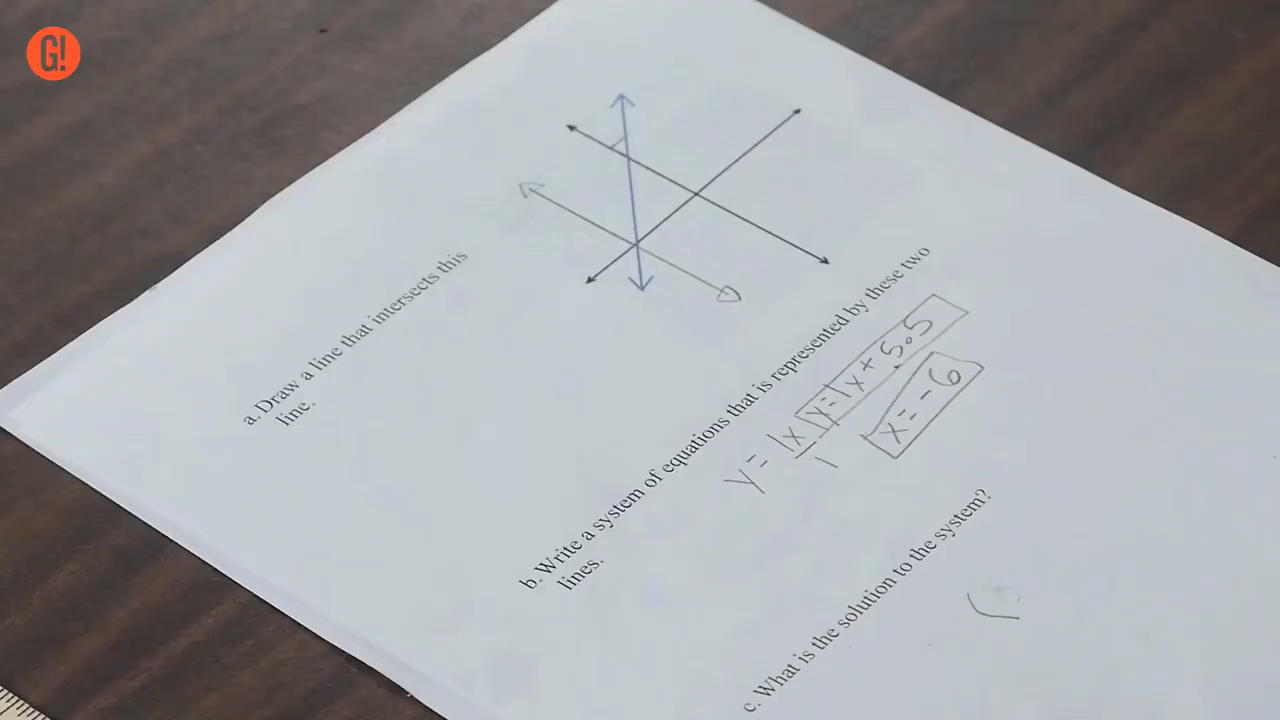 G!
a. Draw a line that intersects this
line.
b. Write a system of equations that is represented by these two
lines.
y = 1x
1
y=1x+5.5
x=-6
c. What is the solution to the system?
(